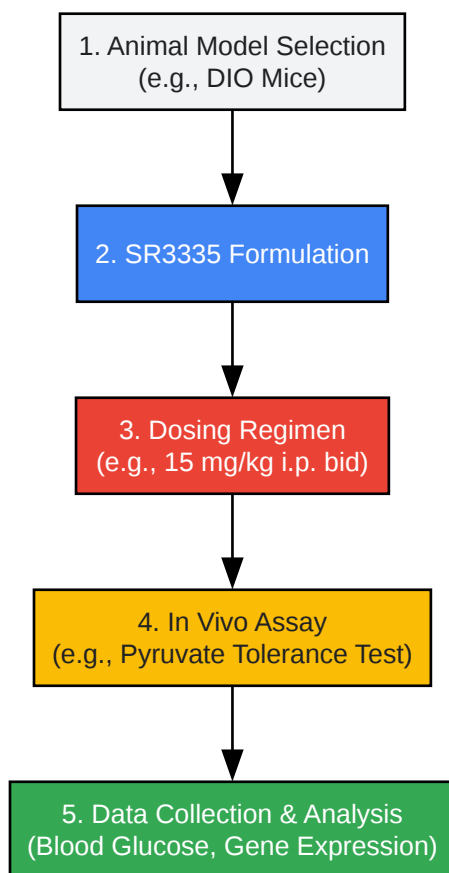 1. Animal Model Selection
(e.g., DIO Mice)
2. SR3335 Formulation
3. Dosing Regimen
(e.g., 15 mg/kg i.p. bid)
4. In Vivo Assay
(e.g., Pyruvate Tolerance Test)
5. Data Collection & Analysis
(Blood Glucose, Gene Expression)